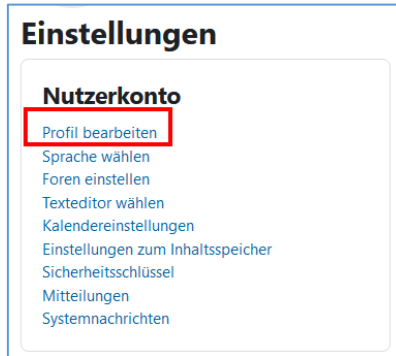 Einstellungen
Nutzerkonto
Profil bearbeiten
Sprache wählen
Foren einstellen
Texteditor wählen
Kalendereinstellungen
Einstellungen zum Inhaltsspeicher
Sicherheitsschlüssel
Mitteilungen
Systemnachrichten